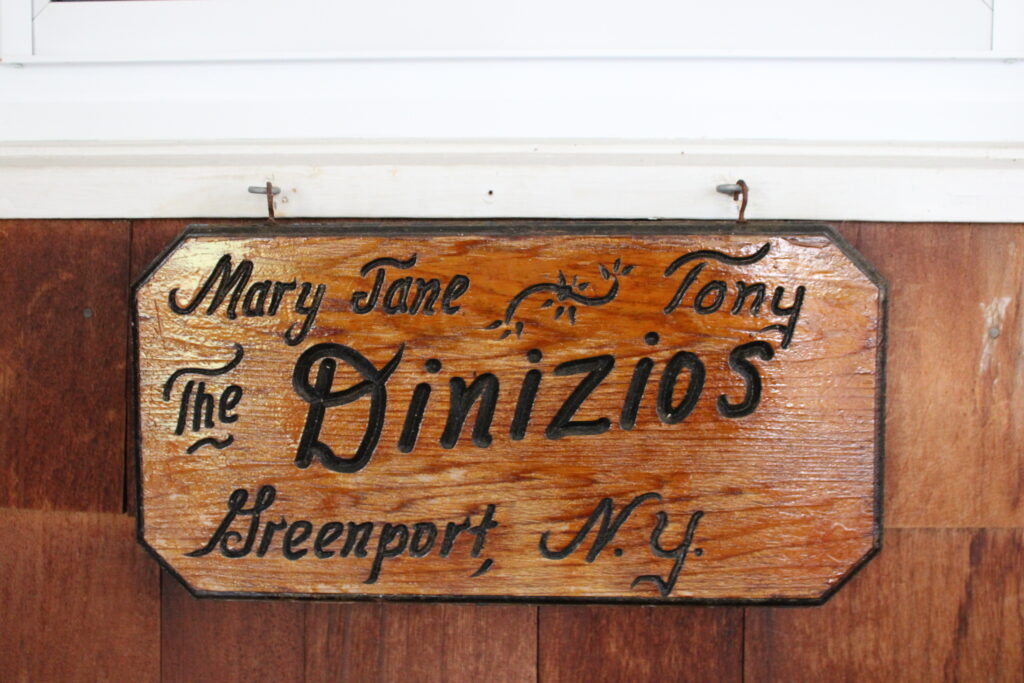 Mary Jane Tony
The Dinizios
Greenport, N.Y.